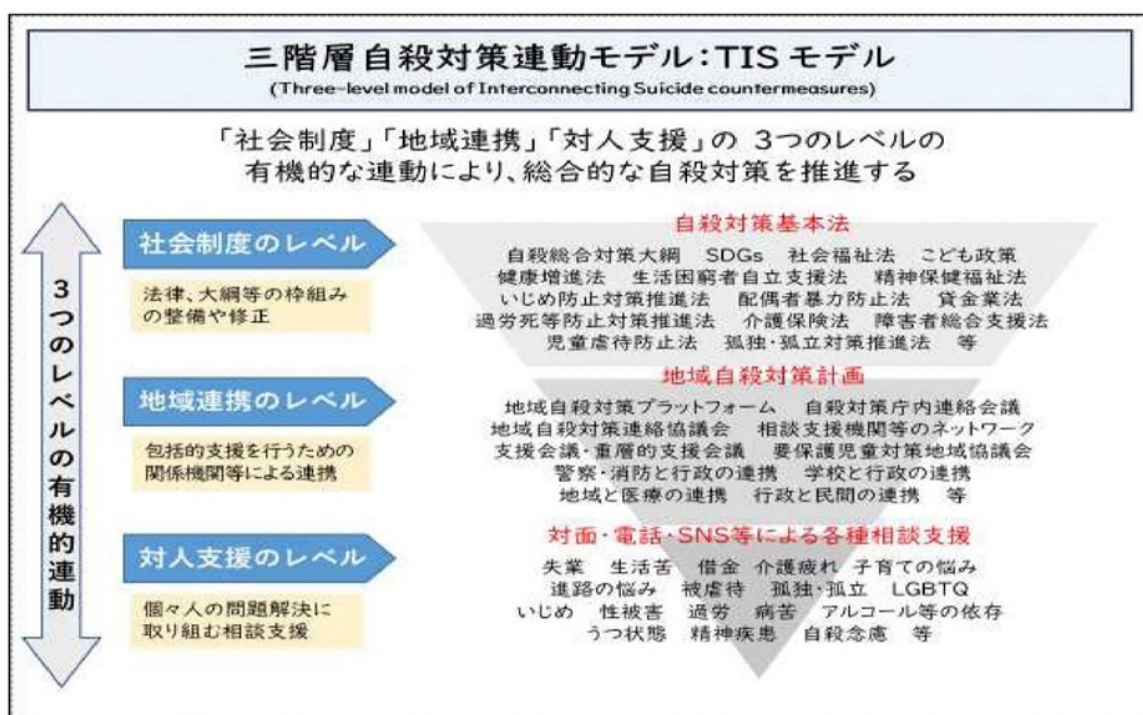 三階層自殺対策連動モデル:TISモデル
(Three-level model of Interconnecting Suicide countermeasures)
「社会制度」「地域連携」「対人支援」の 3つのレベルの
有機的な連動により、総合的な自殺対策を推進する
3つのレベルの有機的連動
社会制度のレベル
法律、大綱等の枠組み
の整備や修正
自殺対策基本法
自殺総合対策大綱 SDGs 社会福祉法 こども政策
健康増進法 生活困窮者自立支援法 精神保健福祉法
いじめ防止対策推進法 配偶者暴力防止法 貸金業法
過労死等防止対策推進法 介護保険法 障害者総合支援法
児童虐待防止法 孤独・孤立対策推進法 等
地域連携のレベル
包括的支援を行うための
関係機関等による連携
地域自殺対策計画
地域自殺対策プラットフォーム 自殺対策庁内連絡会議
地域自殺対策連絡協議会 相談支援機関等のネットワーク
支援会議・重層的支援会議 要保護児童対策地域協議会
警察・消防と行政の連携 学校と行政の連携
地域と医療の連携 行政と民間の連携 等
対人支援のレベル
個々人の問題解決に
取り組む相談支援
対面・電話・SNS等による各種相談支援
失業 生活苦 借金 介護疲れ 子育ての悩み
進路の悩み 被虐待 孤独・孤立 LGBTQ
いじめ 性被害 過労 病苦 アルコール等の依存
うつ状態 精神疾患 自殺念慮 等